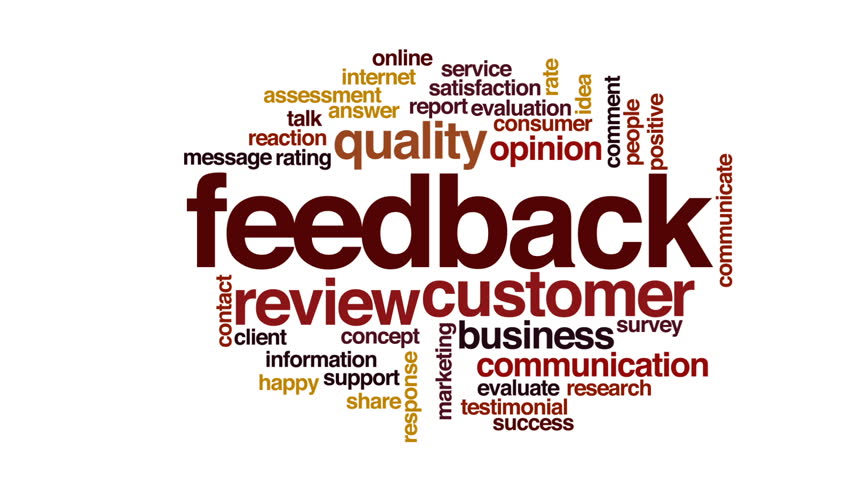 online
internet
service
rate
assessment
satisfaction
idea
talk
answer
report
evaluation
comment
people
positive
reaction
quality
consumer
message
rating
opinion
communicate
feedback
contact
review
customer
client
concept
marketing
business
survey
information
communication
happy
support
response
evaluate
research
share
testimonial
success